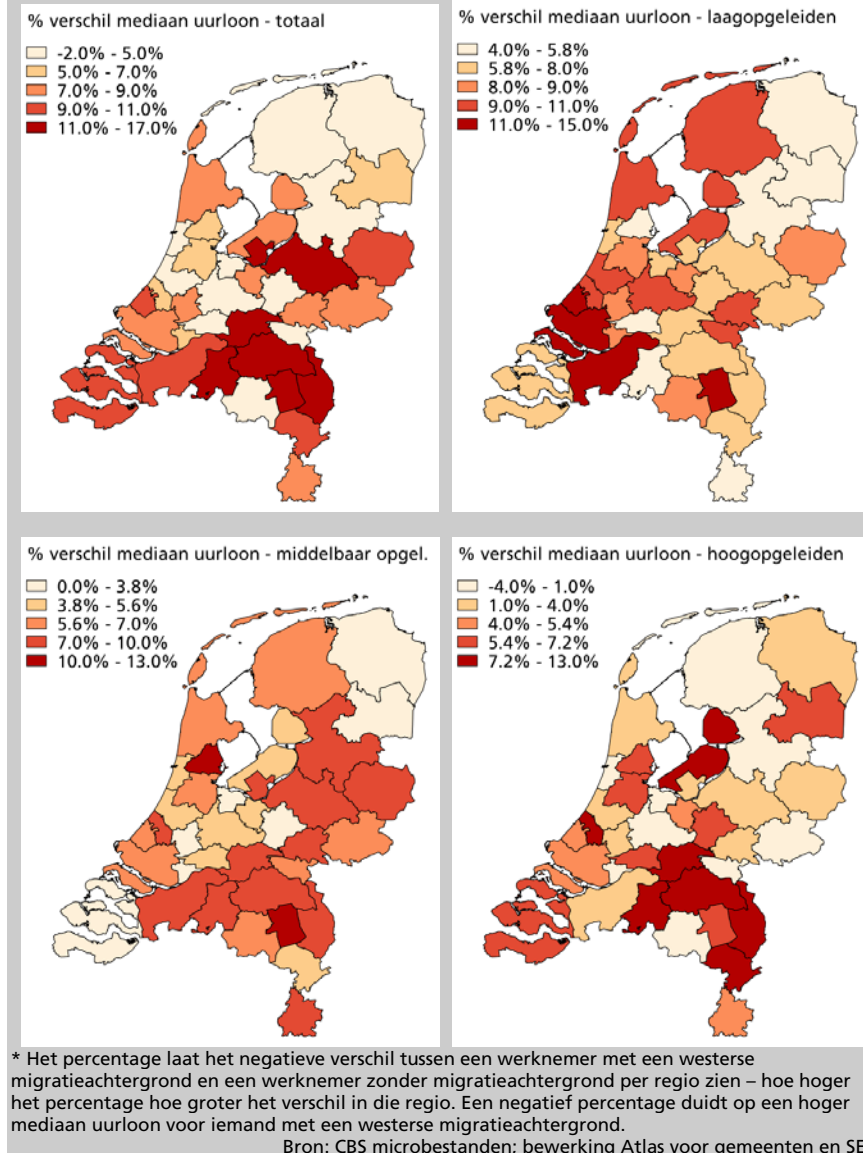 % verschil mediaan uurloon - totaal
-2.0% - 5.0%
5.0% - 7.0%
7.0% - 9.0%
9.0% - 11.0%
11.0% - 17.0%
% verschil mediaan uurloon - laagopgeleiden
4.0% - 5.8%
5.8% - 8.0%
8.0% - 9.0%
9.0% - 11.0%
11.0% - 15.0%
% verschil mediaan uurloon - middelbaar opgel.
0.0% - 3.8%
3.8% - 5.6%
5.6% - 7.0%
7.0% - 10.0%
10.0% - 13.0%
% verschil mediaan uurloon - hoogopgeleiden
-4.0% - 1.0%
1.0% - 4.0%
4.0% - 5.4%
5.4% - 7.2%
7.2% - 13.0%
* Het percentage laat het negatieve verschil tussen een werknemer met een westerse
migratieachtergrond en een werknemer zonder migratieachtergrond per regio zien – hoe hoger
het percentage hoe groter het verschil in die regio. Een negatief percentage duidt op een hoger
mediaan uurloon voor iemand met een westerse migratieachtergrond.
Bron: CBS microbestanden; bewerking Atlas voor gemeenten en SE